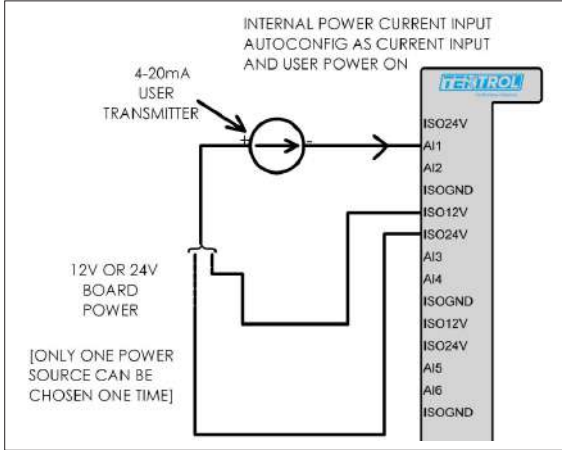 INTERNAL POWER CURRENT INPUT
AUTOCONFIG AS CURRENT INPUT
AND USER POWER ON
4-20mA
USER
TRANSMITTER
+
-
TEKTROL
ISO24V
AI1
AI2
ISOGND
ISO12V
ISO24V
AI3
AI4
ISOGND
ISO12V
ISO24V
AI5
AI6
ISOGND
12V OR 24V
BOARD
POWER
[ONLY ONE POWER
SOURCE CAN BE
CHOSEN ONE TIME]